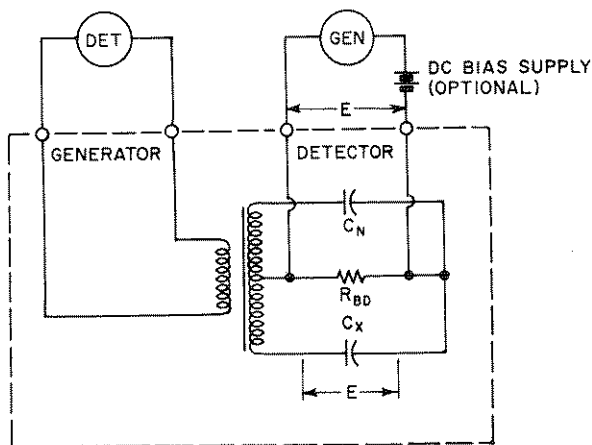 DET
GEN
DC BIAS SUPPLY
(OPTIONAL)
E
GENERATOR
DETECTOR
C_N
R_BD
C_X
E